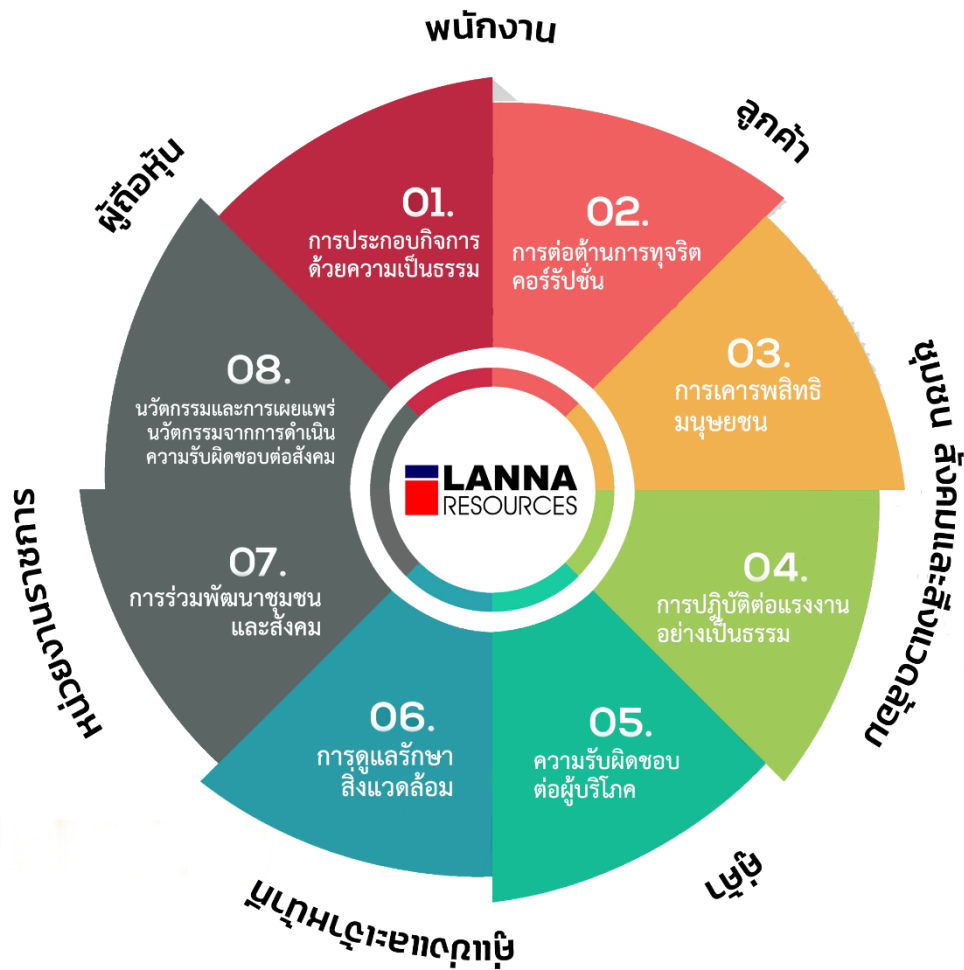 พนักงาน
ลูกค้า
ผู้ถือหุ้น
01.
การประกอบกิจการ
ด้วยความเป็นธรรม
02.
การต่อต้านการทุจริต
คอร์รัปชั่น
03.
การเคารพสิทธิ
มนุษยชน
ชุมชน สังคมและสิ่งแวดล้อม
04.
การปฎิบัติต่อแรงงาน
อย่างเป็นธรรม
05.
ความรับผิดชอบ
ต่อผู้บริโภค
06.
การดูแลรักษา
สิ่งแวดล้อม
07.
การร่วมพัฒนาชุมชน
และสังคม
08.
นวัตกรรมและการเผยแพร่
นวัตกรรมจากการดำเนิน
ความรับผิดชอบต่อสังคม
LANNA
RESOURCES
หน่วยงานราชการ
คู่ค้า
คู่แข่งและเจ้าหน้าที่